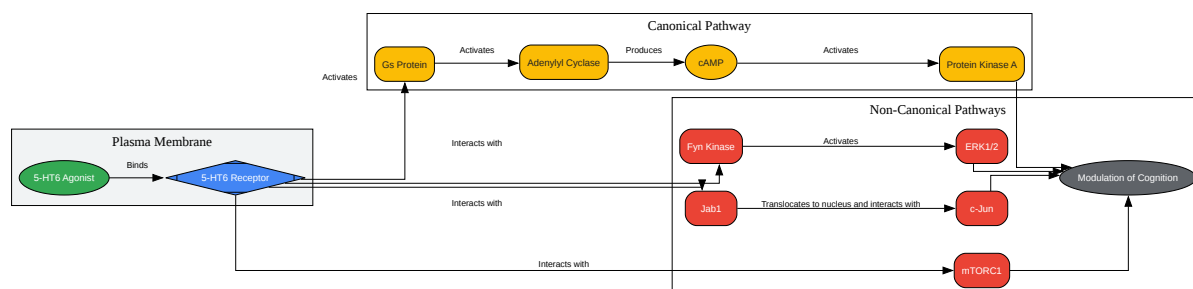 Canonical Pathway
Activates
Gs Protein
Activates
Adenylyl Cyclase
Produces
cAMP
Activates
Protein Kinase A
Non-Canonical Pathways
Plasma Membrane
5-HT6 Agonist
Binds
5-HT6 Receptor
Interacts with
Fyn Kinase
Activates
ERK1/2
Modulation of Cognition
Interacts with
Jab1
Translocates to nucleus and interacts with
c-Jun
Interacts with
mTORC1